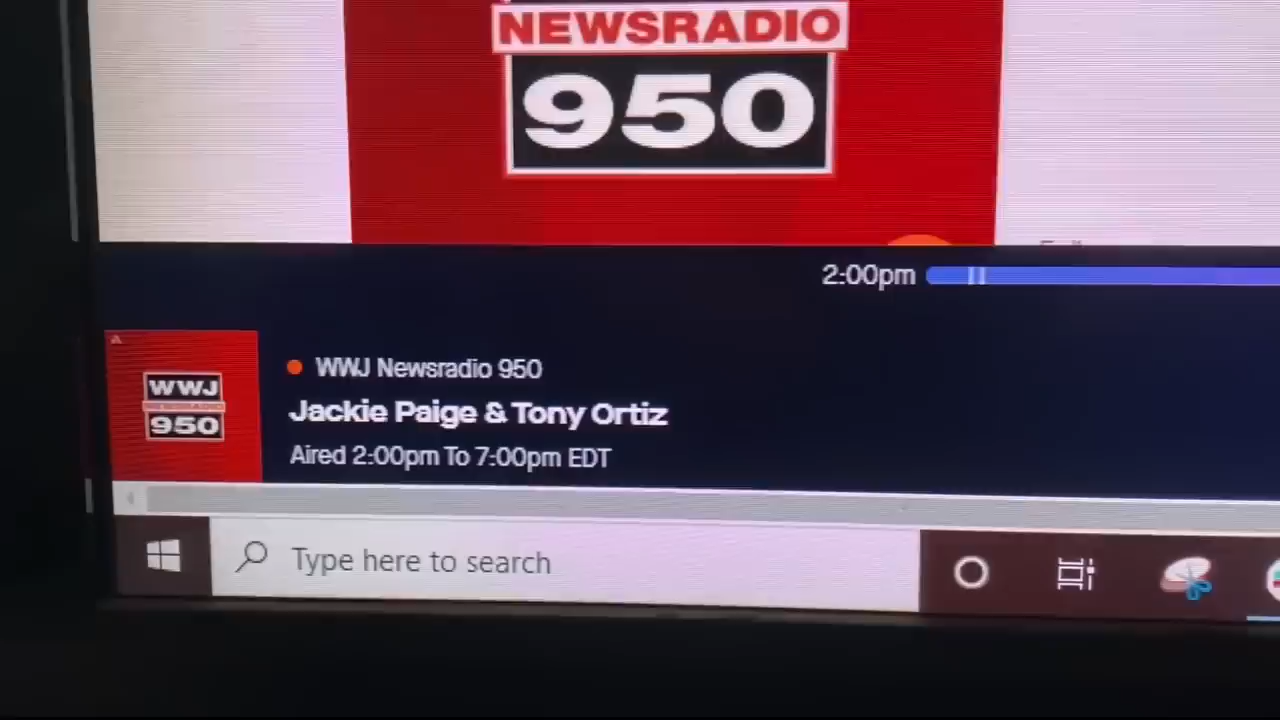 NEWSRADIO
950
2:00pm
WWJ
950
WWJ Newsradio 950
Jackie Paige & Tony Ortiz
Aired 2:00pm To 7:00pm EDT
Type here to search